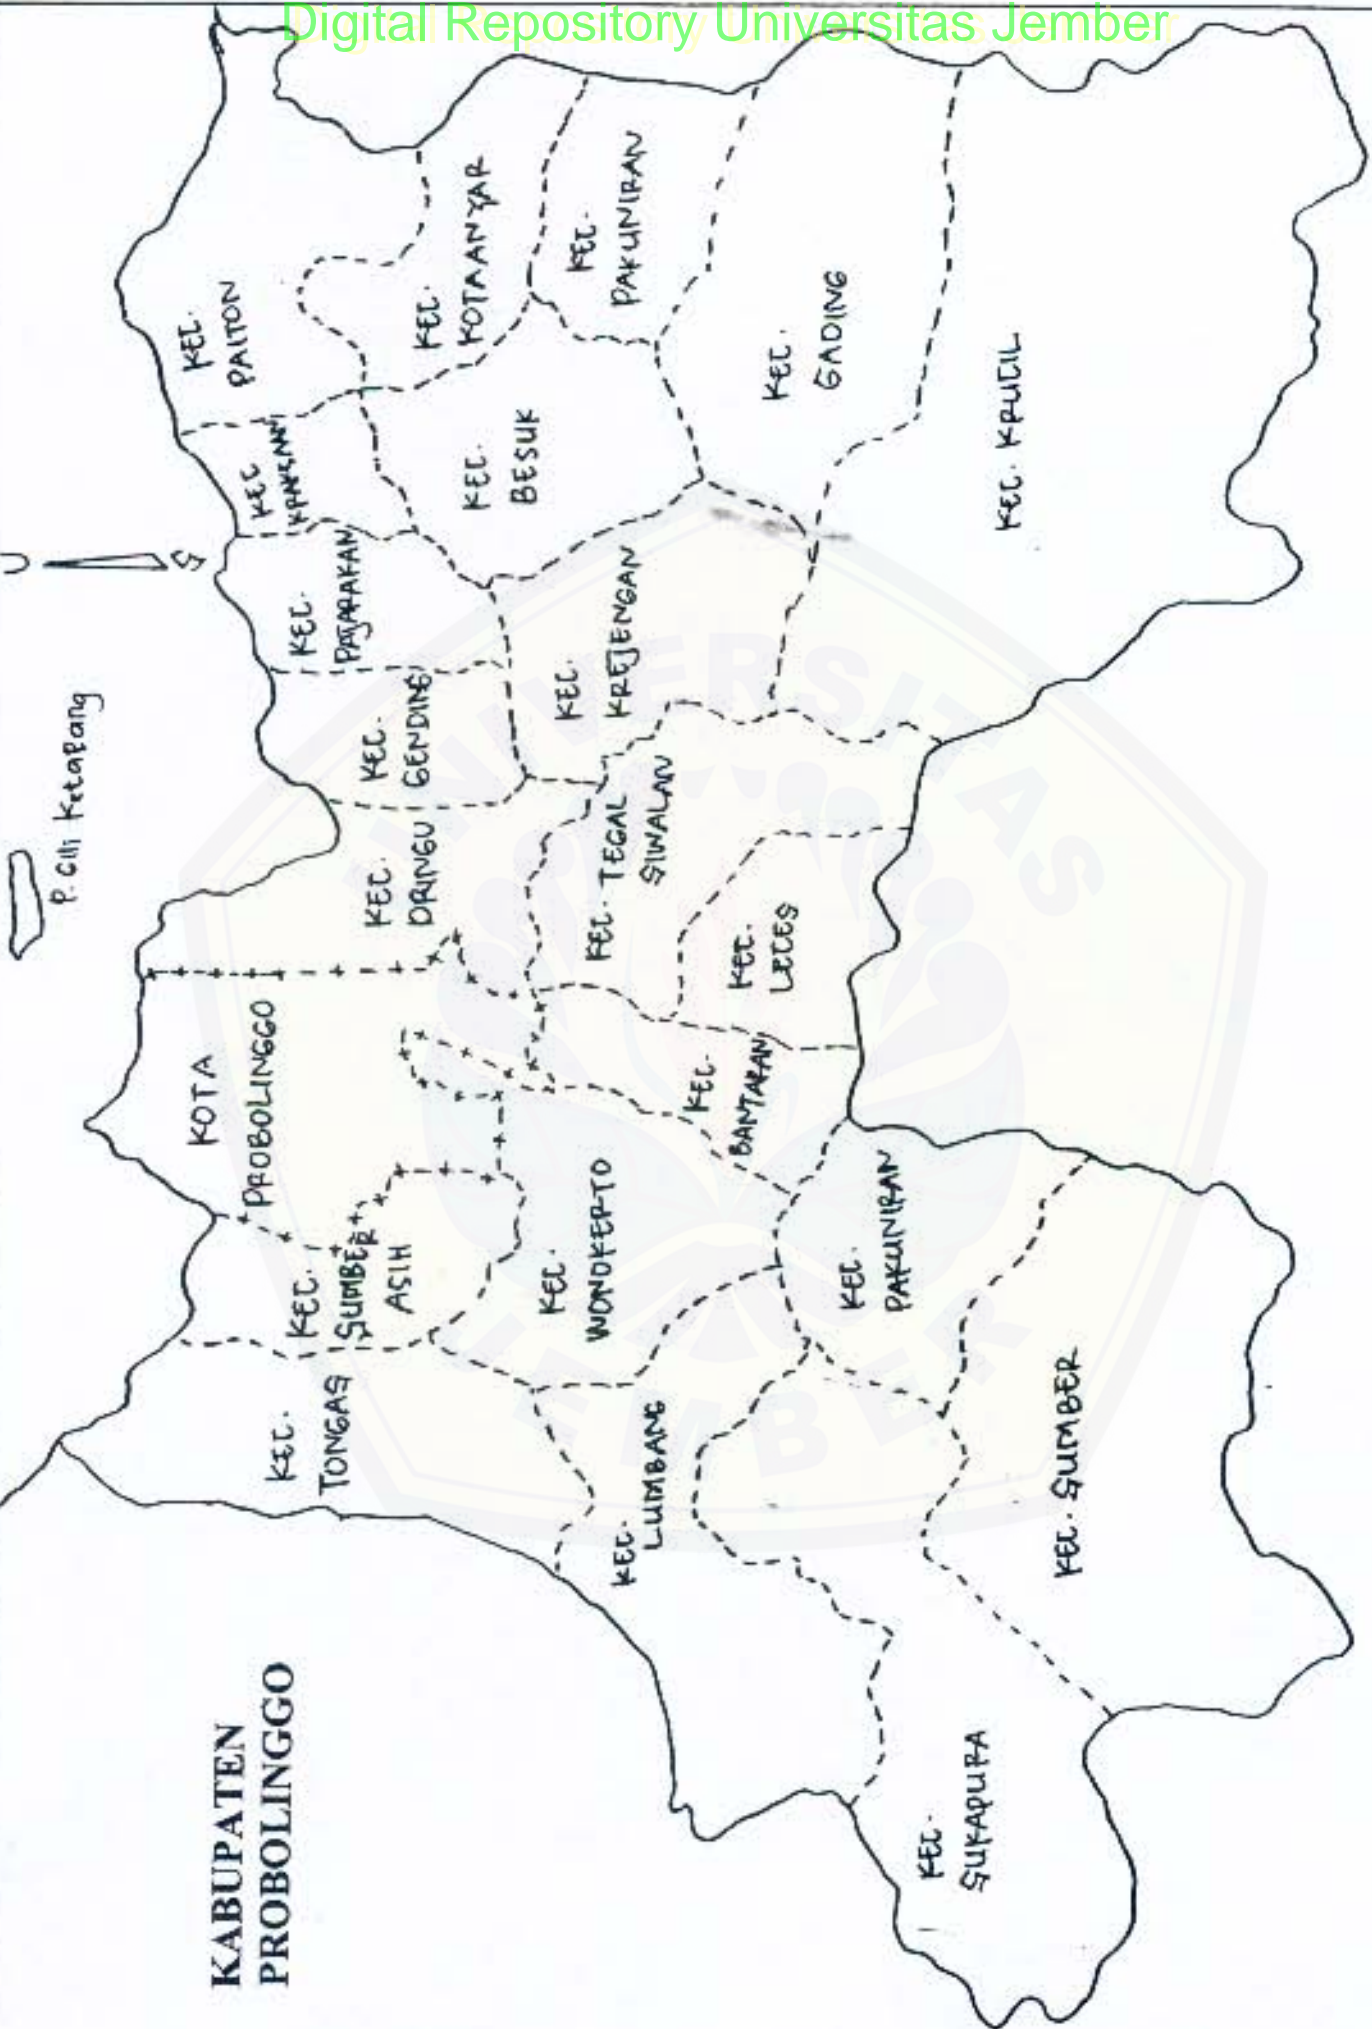 Digital Repository Universitas Jember
KABUPATEN
PROBOLINGGO
P. Gili Ketapang
U
S
KEC.
TONGAS
KEC.
SUMBER
ASIH
KOTA
PROBOLINGGO
KEC.
DRINGU
KEC.
GENDING
KEC.
PAJARAKAN
KEC
KRAKSAAN
KEC.
PAITON
KEC.
KOTAANYAR
KEC.
PAKUNIRAN
KEC.
BESUK
KEC.
GADING
KEC. KRUCIL
KEC.
KREJENGAN
KEC. TEGAL
SIWALAN
KEC.
LECES
KEC.
BANTARAN
KEC.
WONOKERTO
KEC.
LUMBANG
KEC.
PAKUNIRAN
KEC. SUMBER
KEC.
SUKAPURA
UNIVERSITAS
JEMBER